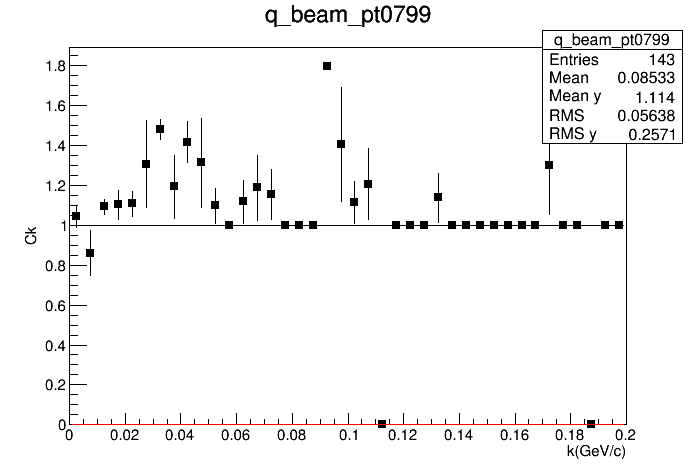 q_beam_pt0799
q_beam_pt0799
Entries 143
Mean 0.08533
Mean y 1.114
RMS 0.05638
RMS y 0.2571
1.8
1.6
1.4
1.2
1
0.8
0.6
0.4
0.2
0
Ck
0 0.02 0.04 0.06 0.08 0.1 0.12 0.14 0.16 0.18 0.2
k(GeV/c)